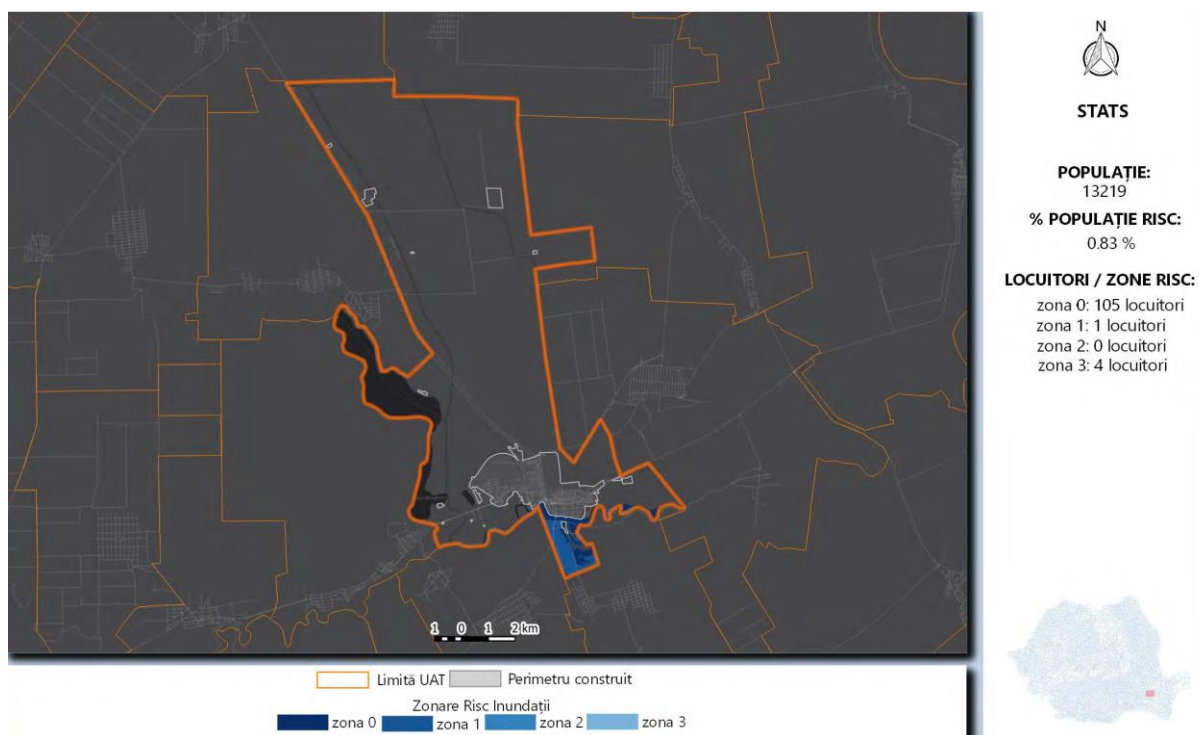 N
STATS
POPULAȚIE:
13219
% POPULAȚIE RISC:
0.83 %
LOCUITORI / ZONE RISC:
zona 0: 105 locuitori
zona 1: 1 locuitori
zona 2: 0 locuitori
zona 3: 4 locuitori
1 0 1 2 km
Limită UAT
Perimetru construit
Zonare Risc Inundații
zona 0
zona 1
zona 2
zona 3